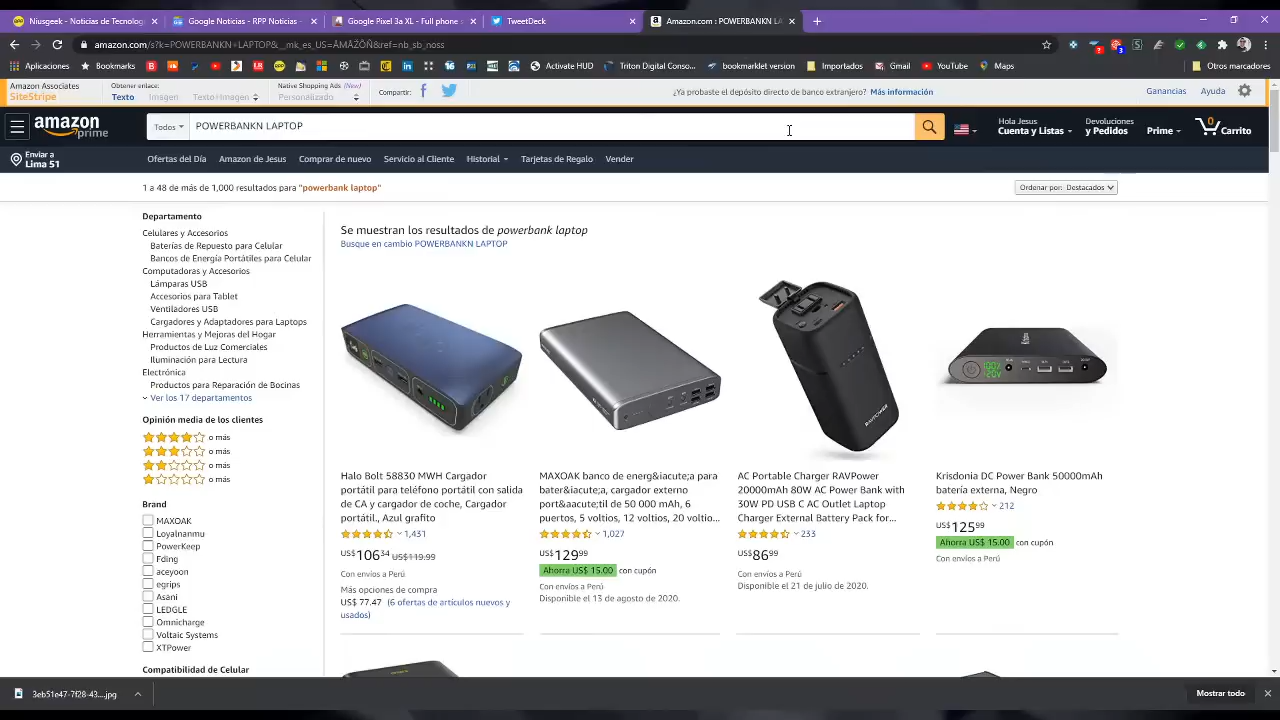 Niusgeek - Noticias de Tecnolog
Google Noticias - RPP Noticias -
Google Pixel 3a XL - Full phone s
TweetDeck
Amazon.com : POWERBANKN LA
amazon.com/s?k=POWERBANKN+LAPTOP&__mk_es_US=ÅMÅŽÕÑ&ref=nb_sb_noss
Aplicaciones
Bookmarks
Activate HUD
Triton Digital Conso...
bookmarklet version
Importados
Gmail
YouTube
Maps
Otros marcadores
Amazon Associates
SiteStripe
Obtener enlace:
Texto
Imagen
Texto+Imagen
Native Shopping Ads (New)
Personalizado
Compartir:
¿Ya probaste el depósito directo de banco extranjero? Más información
Ganancias
Ayuda
amazon
prime
Todos
POWERBANKN LAPTOP
Hola Jesus
Cuenta y Listas
Devoluciones
y Pedidos
Prime
0
Carrito
Enviar a
Lima 51
Ofertas del Día
Amazon de Jesus
Comprar de nuevo
Servicio al Cliente
Historial
Tarjetas de Regalo
Vender
1 a 48 de más de 1,000 resultados para "powerbank laptop"
Ordenar por: Destacados
Departamento
Celulares y Accesorios
Baterías de Repuesto para Celular
Bancos de Energía Portátiles para Celular
Computadoras y Accesorios
Lámparas USB
Accesorios para Tablet
Ventiladores USB
Cargadores y Adaptadores para Laptops
Herramientas y Mejoras del Hogar
Productos de Luz Comerciales
Iluminación para Lectura
Electrónica
Productos para Reparación de Bocinas
Ver los 17 departamentos
Opinión media de los clientes
o más
o más
o más
o más
Brand
MAXOAK
Loyalnanmu
PowerKeep
Fding
aceyoon
egrips
Asani
LEDGLE
Omnicharge
Voltaic Systems
XTPower
Compatibilidad de Celular
Se muestran los resultados de powerbank laptop
Busque en cambio POWERBANKN LAPTOP
Halo Bolt 58830 MWH Cargador
portátil para teléfono portátil con salida
de CA y cargador de coche, Cargador
portátil., Azul grafito
1,431
US$ 106 34 US$119.99
Con envíos a Perú
Más opciones de compra
US$ 77.47 (6 ofertas de artículos nuevos y
usados)
MAXOAK banco de energ&iacute;a para
bater&iacute;a, cargador externo
port&aacute;til de 50 000 mAh, 6
puertos, 5 voltios, 12 voltios, 20 voltio...
1,027
US$ 129 99
Ahorra US$ 15.00 con cupón
Con envíos a Perú
Disponible el 13 de agosto de 2020.
RAVPOWER
AC Portable Charger RAVPower
20000mAh 80W AC Power Bank with
30W PD USB C AC Outlet Laptop
Charger External Battery Pack for...
233
US$ 86 99
Con envíos a Perú
Disponible el 21 de julio de 2020.
100%
20V
Krisdonia DC Power Bank 50000mAh
batería externa, Negro
212
US$ 125 99
Ahorra US$ 15.00 con cupón
Con envíos a Perú
3eb51e47-7f28-43....jpg
Mostrar todo